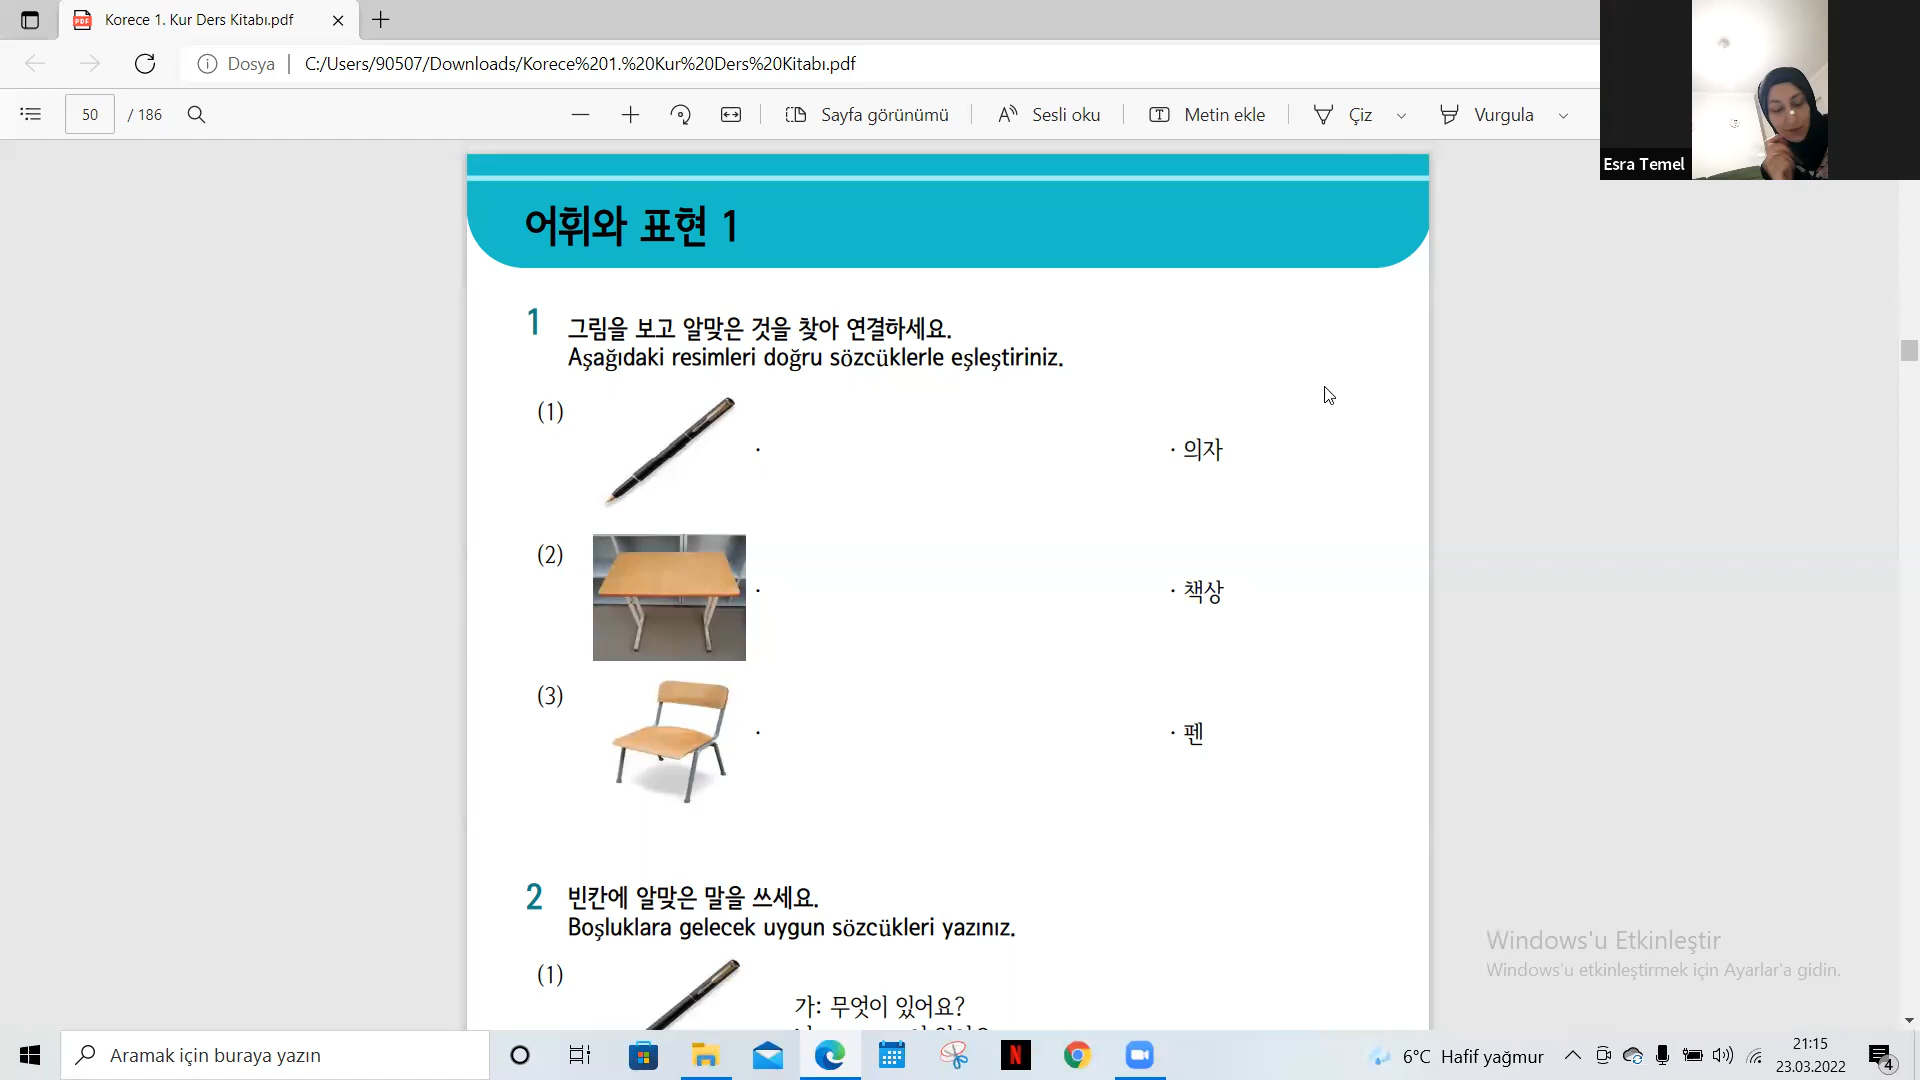 Korece 1. Kur Ders Kitabı.pdf
Dosya
C:/Users/90507/Downloads/Korece%201.%20Kur%20Ders%20Kitabı.pdf
50 / 186
Sayfa görünümü
Sesli oku
Metin ekle
Çiz
Vurgula
Esra Temel
어휘와 표현 1
1 그림을 보고 알맞은 것을 찾아 연결하세요.
Aşağıdaki resimleri doğru sözcüklerle eşleştiriniz.
(1)
· 의자
(2)
· 책상
(3)
· 펜
2 빈칸에 알맞은 말을 쓰세요.
Boşluklara gelecek uygun sözcükleri yazınız.
(1)
가: 무엇이 있어요?
Windows'u Etkinleştir
Windows'u etkinleştirmek için Ayarlar'a gidin.
Aramak için buraya yazın
6°C Hafif yağmur
21:15
23.03.2022
4